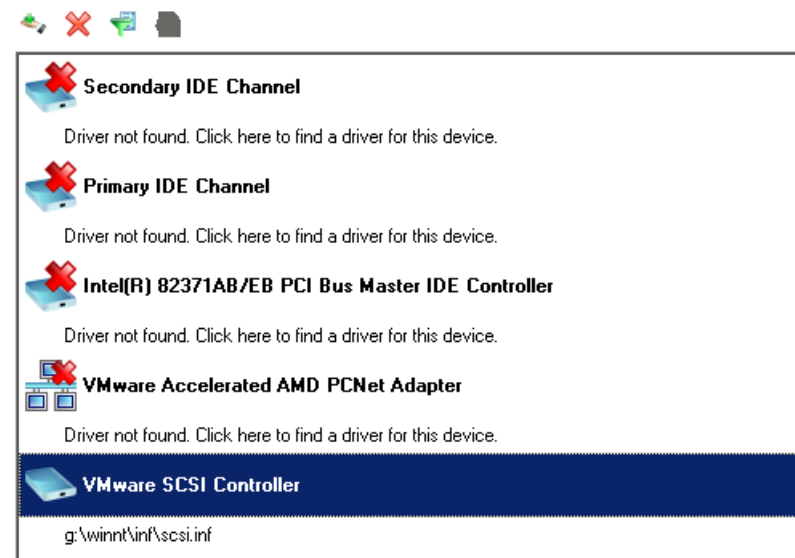 Secondary IDE Channel
Driver not found. Click here to find a driver for this device.
Primary IDE Channel
Driver not found. Click here to find a driver for this device.
Intel(R) 82371AB/EB PCI Bus Master IDE Controller
Driver not found. Click here to find a driver for this device.
VMware Accelerated AMD PCNet Adapter
Driver not found. Click here to find a driver for this device.
VMware SCSI Controller
g:\winnt\inf\scsi.inf